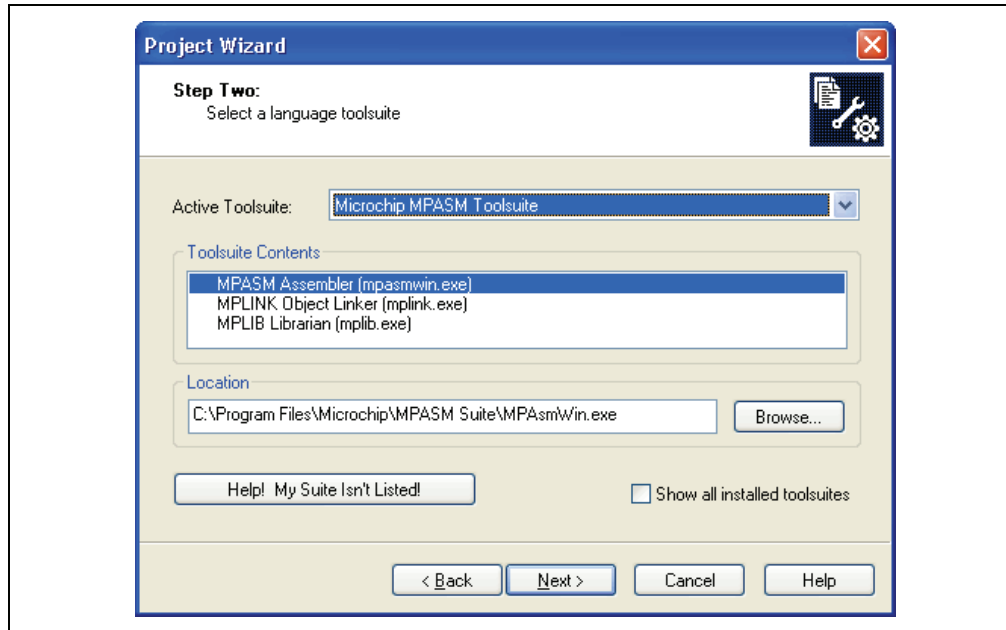 Project Wizard
Step Two:
Select a language toolsuite
Active Toolsuite: Microchip MPASM Toolsuite
Toolsuite Contents
MPASM Assembler (mpasmwin.exe)
MPLINK Object Linker (mplink.exe)
MPLIB Librarian (mplib.exe)
Location
C:\Program Files\Microchip\MPASM Suite\MPAsmWin.exe Browse...
Help! My Suite Isn't Listed! Show all installed toolsuites
< Back Next > Cancel Help